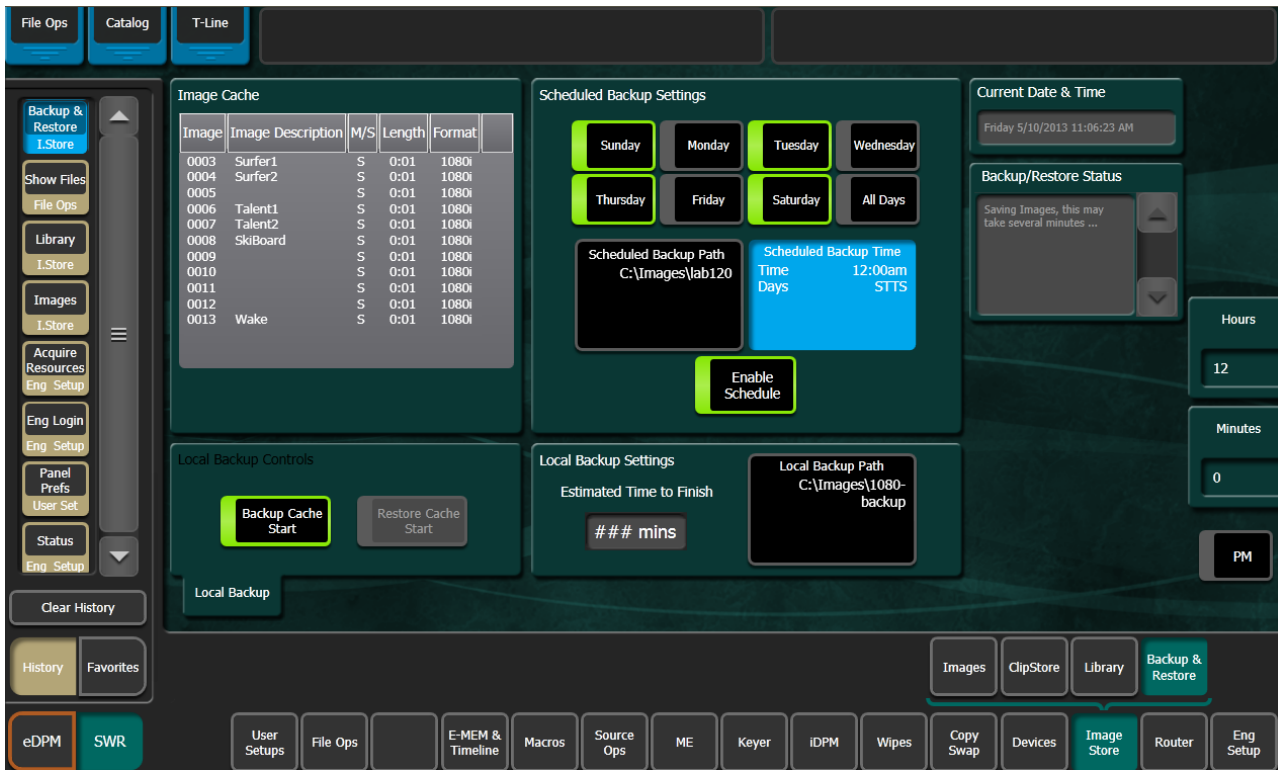 File Ops
Catalog
T-Line
Backup &
Restore
I.Store
Show Files
File Ops
Library
I.Store
Images
I.Store
Acquire
Resources
Eng Setup
Eng Login
Eng Setup
Panel
Prefs
User Set
Status
Eng Setup
Clear History
History
Favorites
Image Cache
Image Image Description M/S Length Format
0003 Surfer1 S 0:01 1080i
0004 Surfer2 S 0:01 1080i
0005 S 0:01 1080i
0006 Talent1 S 0:01 1080i
0007 Talent2 S 0:01 1080i
0008 SkiBoard S 0:01 1080i
0009 S 0:01 1080i
0010 S 0:01 1080i
0011 S 0:01 1080i
0012 S 0:01 1080i
0013 Wake S 0:01 1080i
Scheduled Backup Settings
Sunday Monday Tuesday Wednesday
Thursday Friday Saturday All Days
Scheduled Backup Path
C:\Images\lab120
Scheduled Backup Time
Time 12:00am
Days STTS
Enable
Schedule
Current Date & Time
Friday 5/10/2013 11:06:23 AM
Backup/Restore Status
Saving Images, this may
take several minutes ...
Hours
12
Minutes
0
PM
Local Backup Controls
Backup Cache
Start
Restore Cache
Start
Local Backup
Local Backup Settings
Estimated Time to Finish
### mins
Local Backup Path
C:\Images\1080-
backup
Images
ClipStore
Library
Backup &
Restore
eDPM
SWR
User
Setups
File Ops
E-MEM &
Timeline
Macros
Source
Ops
ME
Keyer
iDPM
Wipes
Copy
Swap
Devices
Image
Store
Router
Eng
Setup